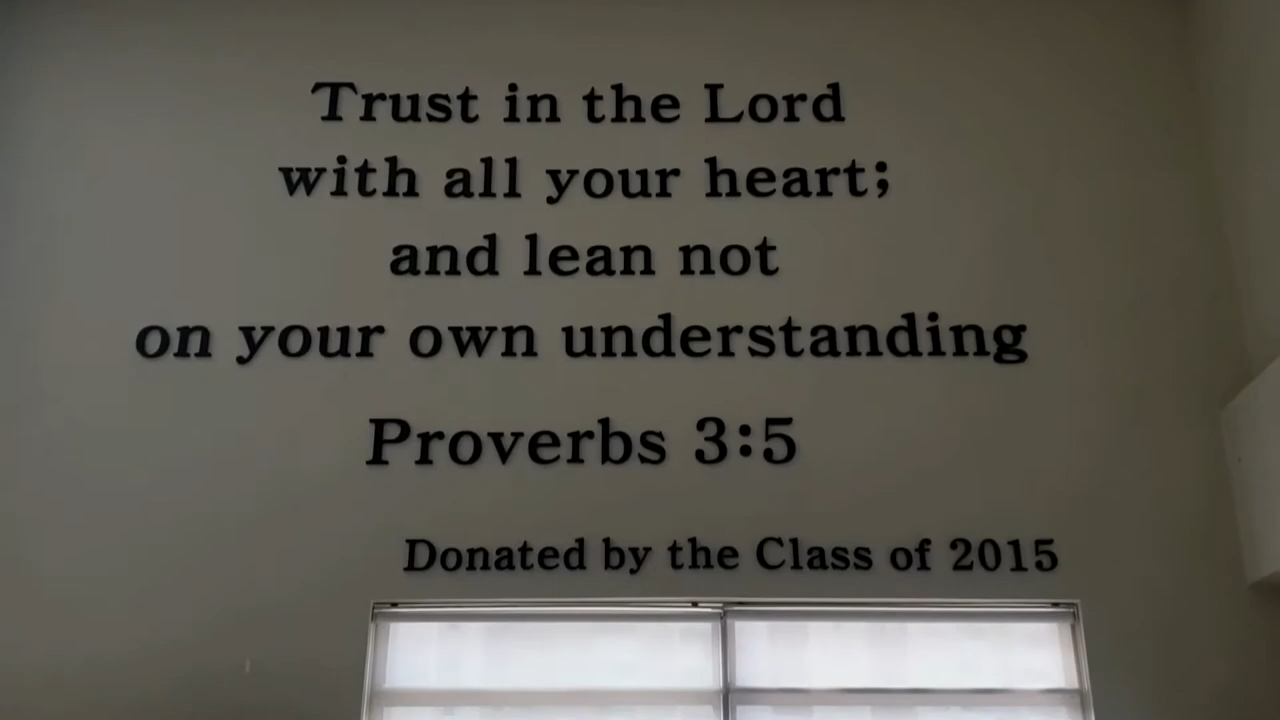 Trust in the Lord
with all your heart;
and lean not
on your own understanding
Proverbs 3:5
Donated by the Class of 2015